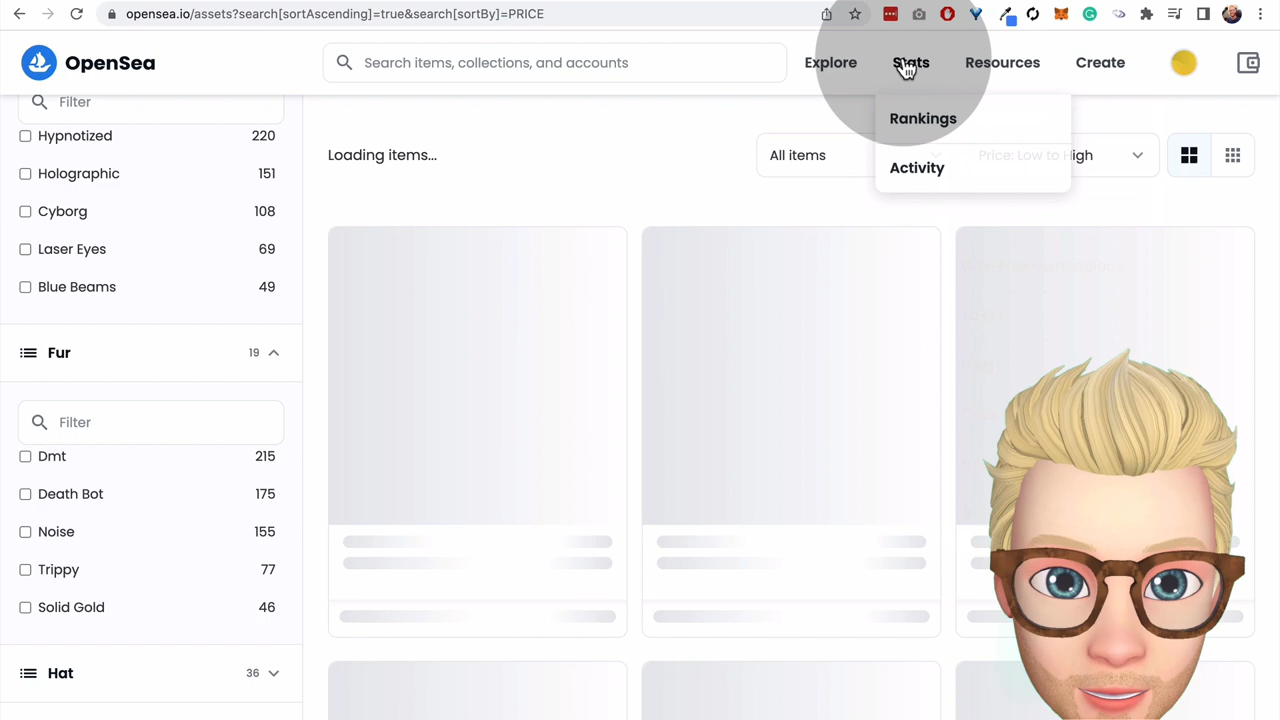 opensea.io/assets?search[sortAscending]=true&search[sortBy]=PRICE
OpenSea
Search items, collections, and accounts
Explore
Stats
Resources
Create
Rankings
Activity
Filter
Hypnotized 220
Holographic 151
Cyborg 108
Laser Eyes 69
Blue Beams 49
Fur 19
Filter
Dmt 215
Death Bot 175
Noise 155
Trippy 77
Solid Gold 46
Hat 36
Loading items...
All items
Price: Low to High